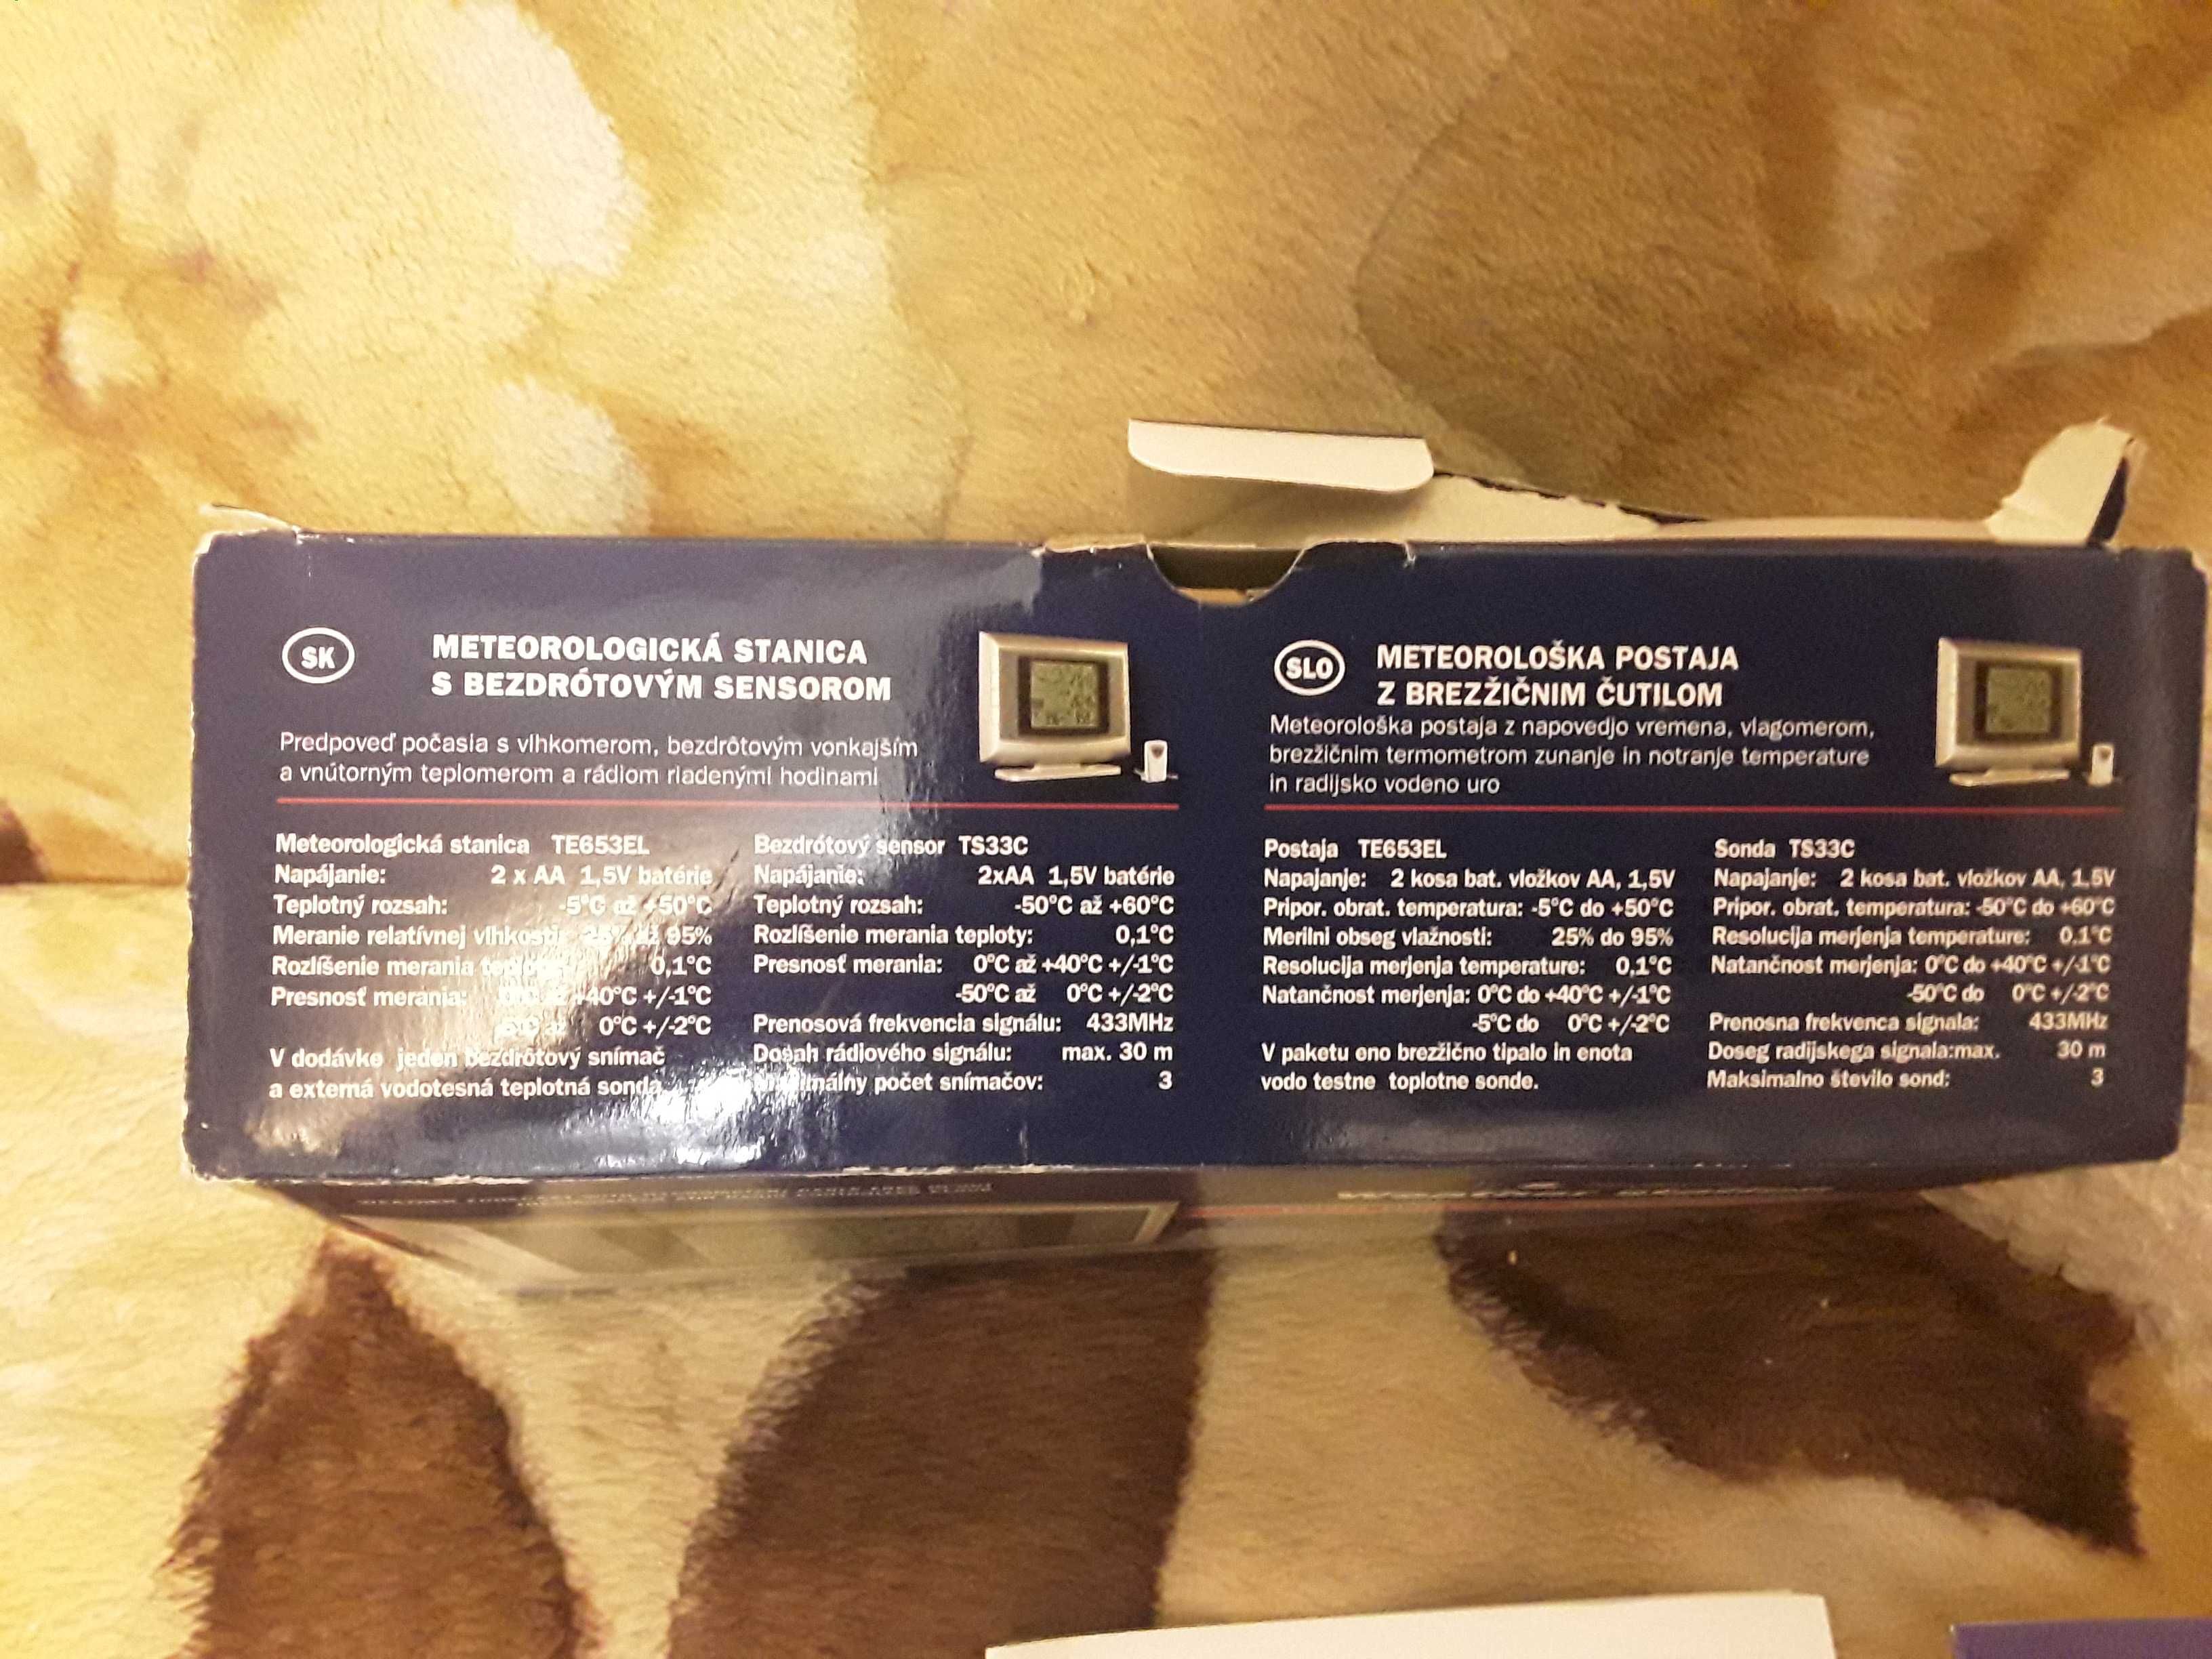 SK
METEOROLOGICKÁ STANICA
S BEZDRÓTOVÝM SENSOROM
Predpoveď počasia s vlhkomerom, bezdrôtovým vonkajším
a vnútorným teplomerom a rádiom riadenými hodinami
Meteorologická stanica TE653EL
Napájanie: 2 x AA 1,5V batérie
Teplotný rozsah: -5°C až +50°C
Meranie relatívnej vlhkosti: 25% až 95%
Rozlíšenie merania 0,1°C
Presnosť merania: +40°C +/-1°C
-5°C až 0°C +/-2°C
V dodávke jeden bezdrôtový snímač
a externá vodotesná teplotná sonda
Bezdrótový sensor TS33C
Napájanie: 2xAA 1,5V batérie
Teplotný rozsah: -50°C až +60°C
Rozlíšenie merania teploty: 0,1°C
Presnosť merania: 0°C až +40°C +/-1°C
-50°C až 0°C +/-2°C
Prenosová frekvencia signálu: 433MHz
Dosah rádiového signálu: max. 30 m
počet snímačov: 3
SLO
METEOROLOŠKA POSTAJA
Z BREZŽIČNIM ČUTILOM
Meteorološka postaja z napovedjo vremena, vlagomerom,
brezžičnim termometrom zunanje in notranje temperature
in radijsko vodeno uro
Postaja TE653EL
Napajanje: 2 kosa bat. vložkov AA, 1,5V
Pripor. obrat. temperatura: -5°C do +50°C
Merilni obseg vlažnosti: 25% do 95%
Resolucija merjenja temperature: 0,1°C
Natančnost merjenja: 0°C do +40°C +/-1°C
-5°C do 0°C +/-2°C
V paketu eno brezžično tipalo in enota
vodo testne toplotne sonde.
Sonda TS33C
Napajanje: 2 kosa bat. vložkov AA, 1,5V
Pripor. obrat. temperatura: -50°C do +60°C
Resolucija merjenja temperature: 0,1°C
Natančnost merjenja: 0°C do +40°C +/-1°C
-50°C do 0°C +/-2°C
Prenosna frekvenca signala: 433MHz
Doseg radijskega signala:max. 30 m
Maksimalno število sond: 3